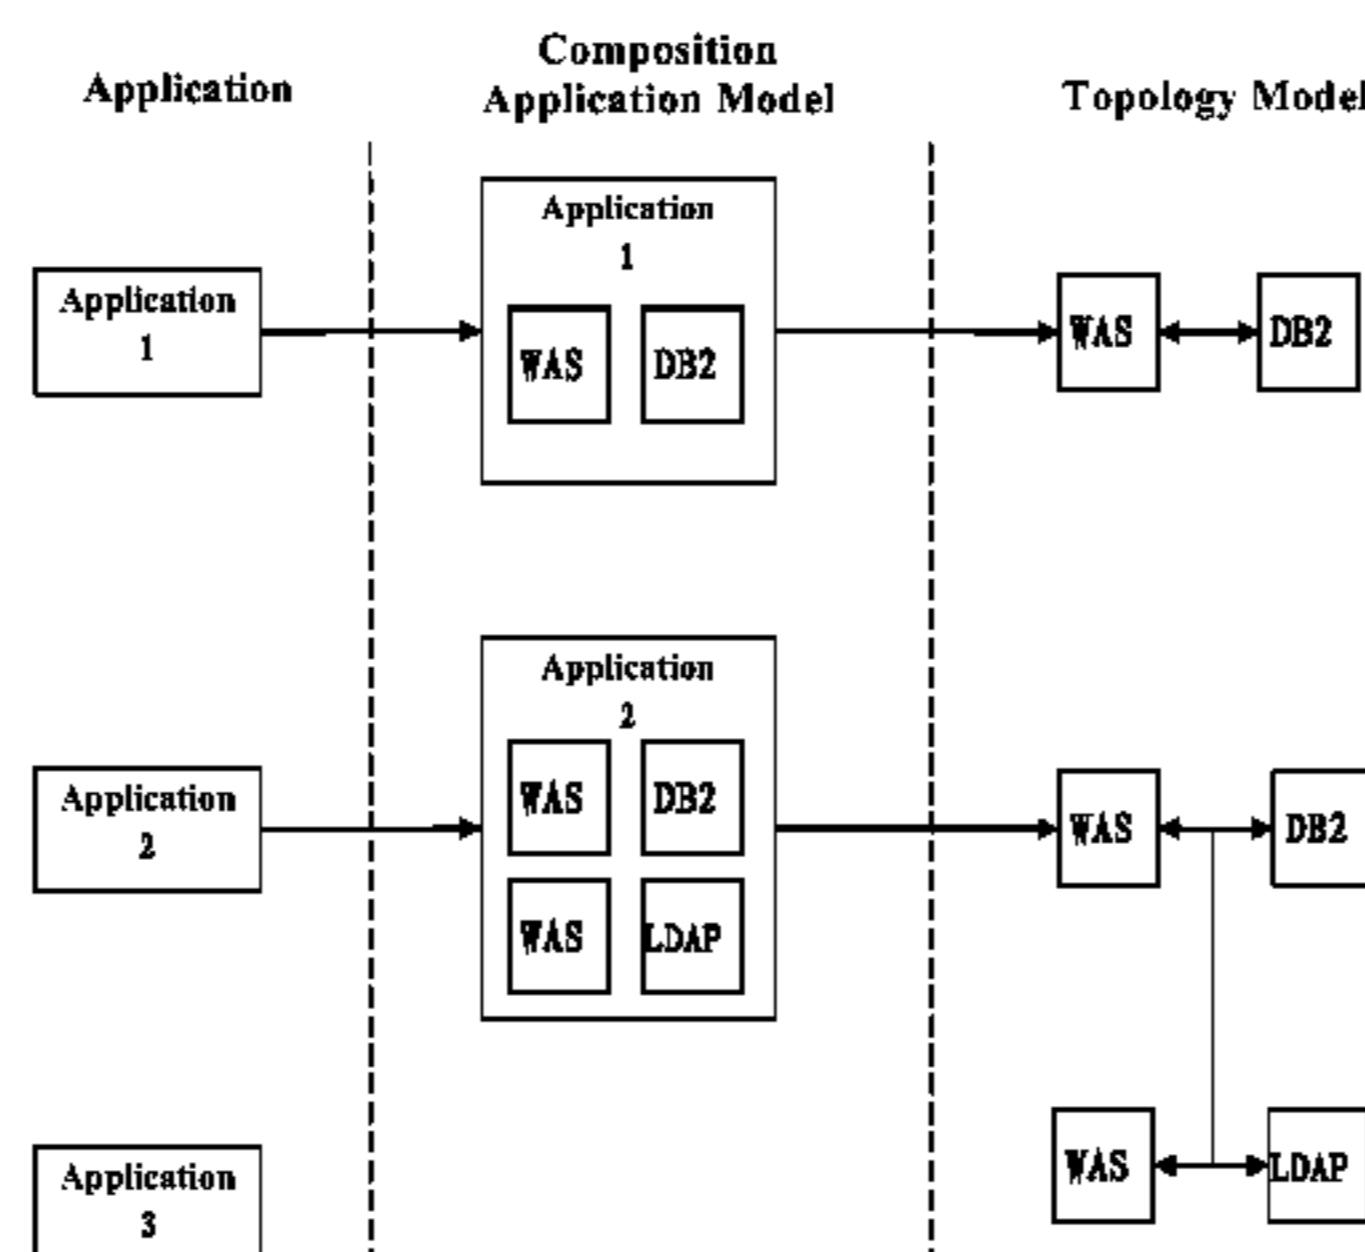 Application
Composition
Application Model
Topology Model
Application
1
Application
1
WAS DB2
WAS DB2
Application
2
Application
2
WAS DB2
WAS LDAP
WAS DB2
WAS LDAP
Application
3